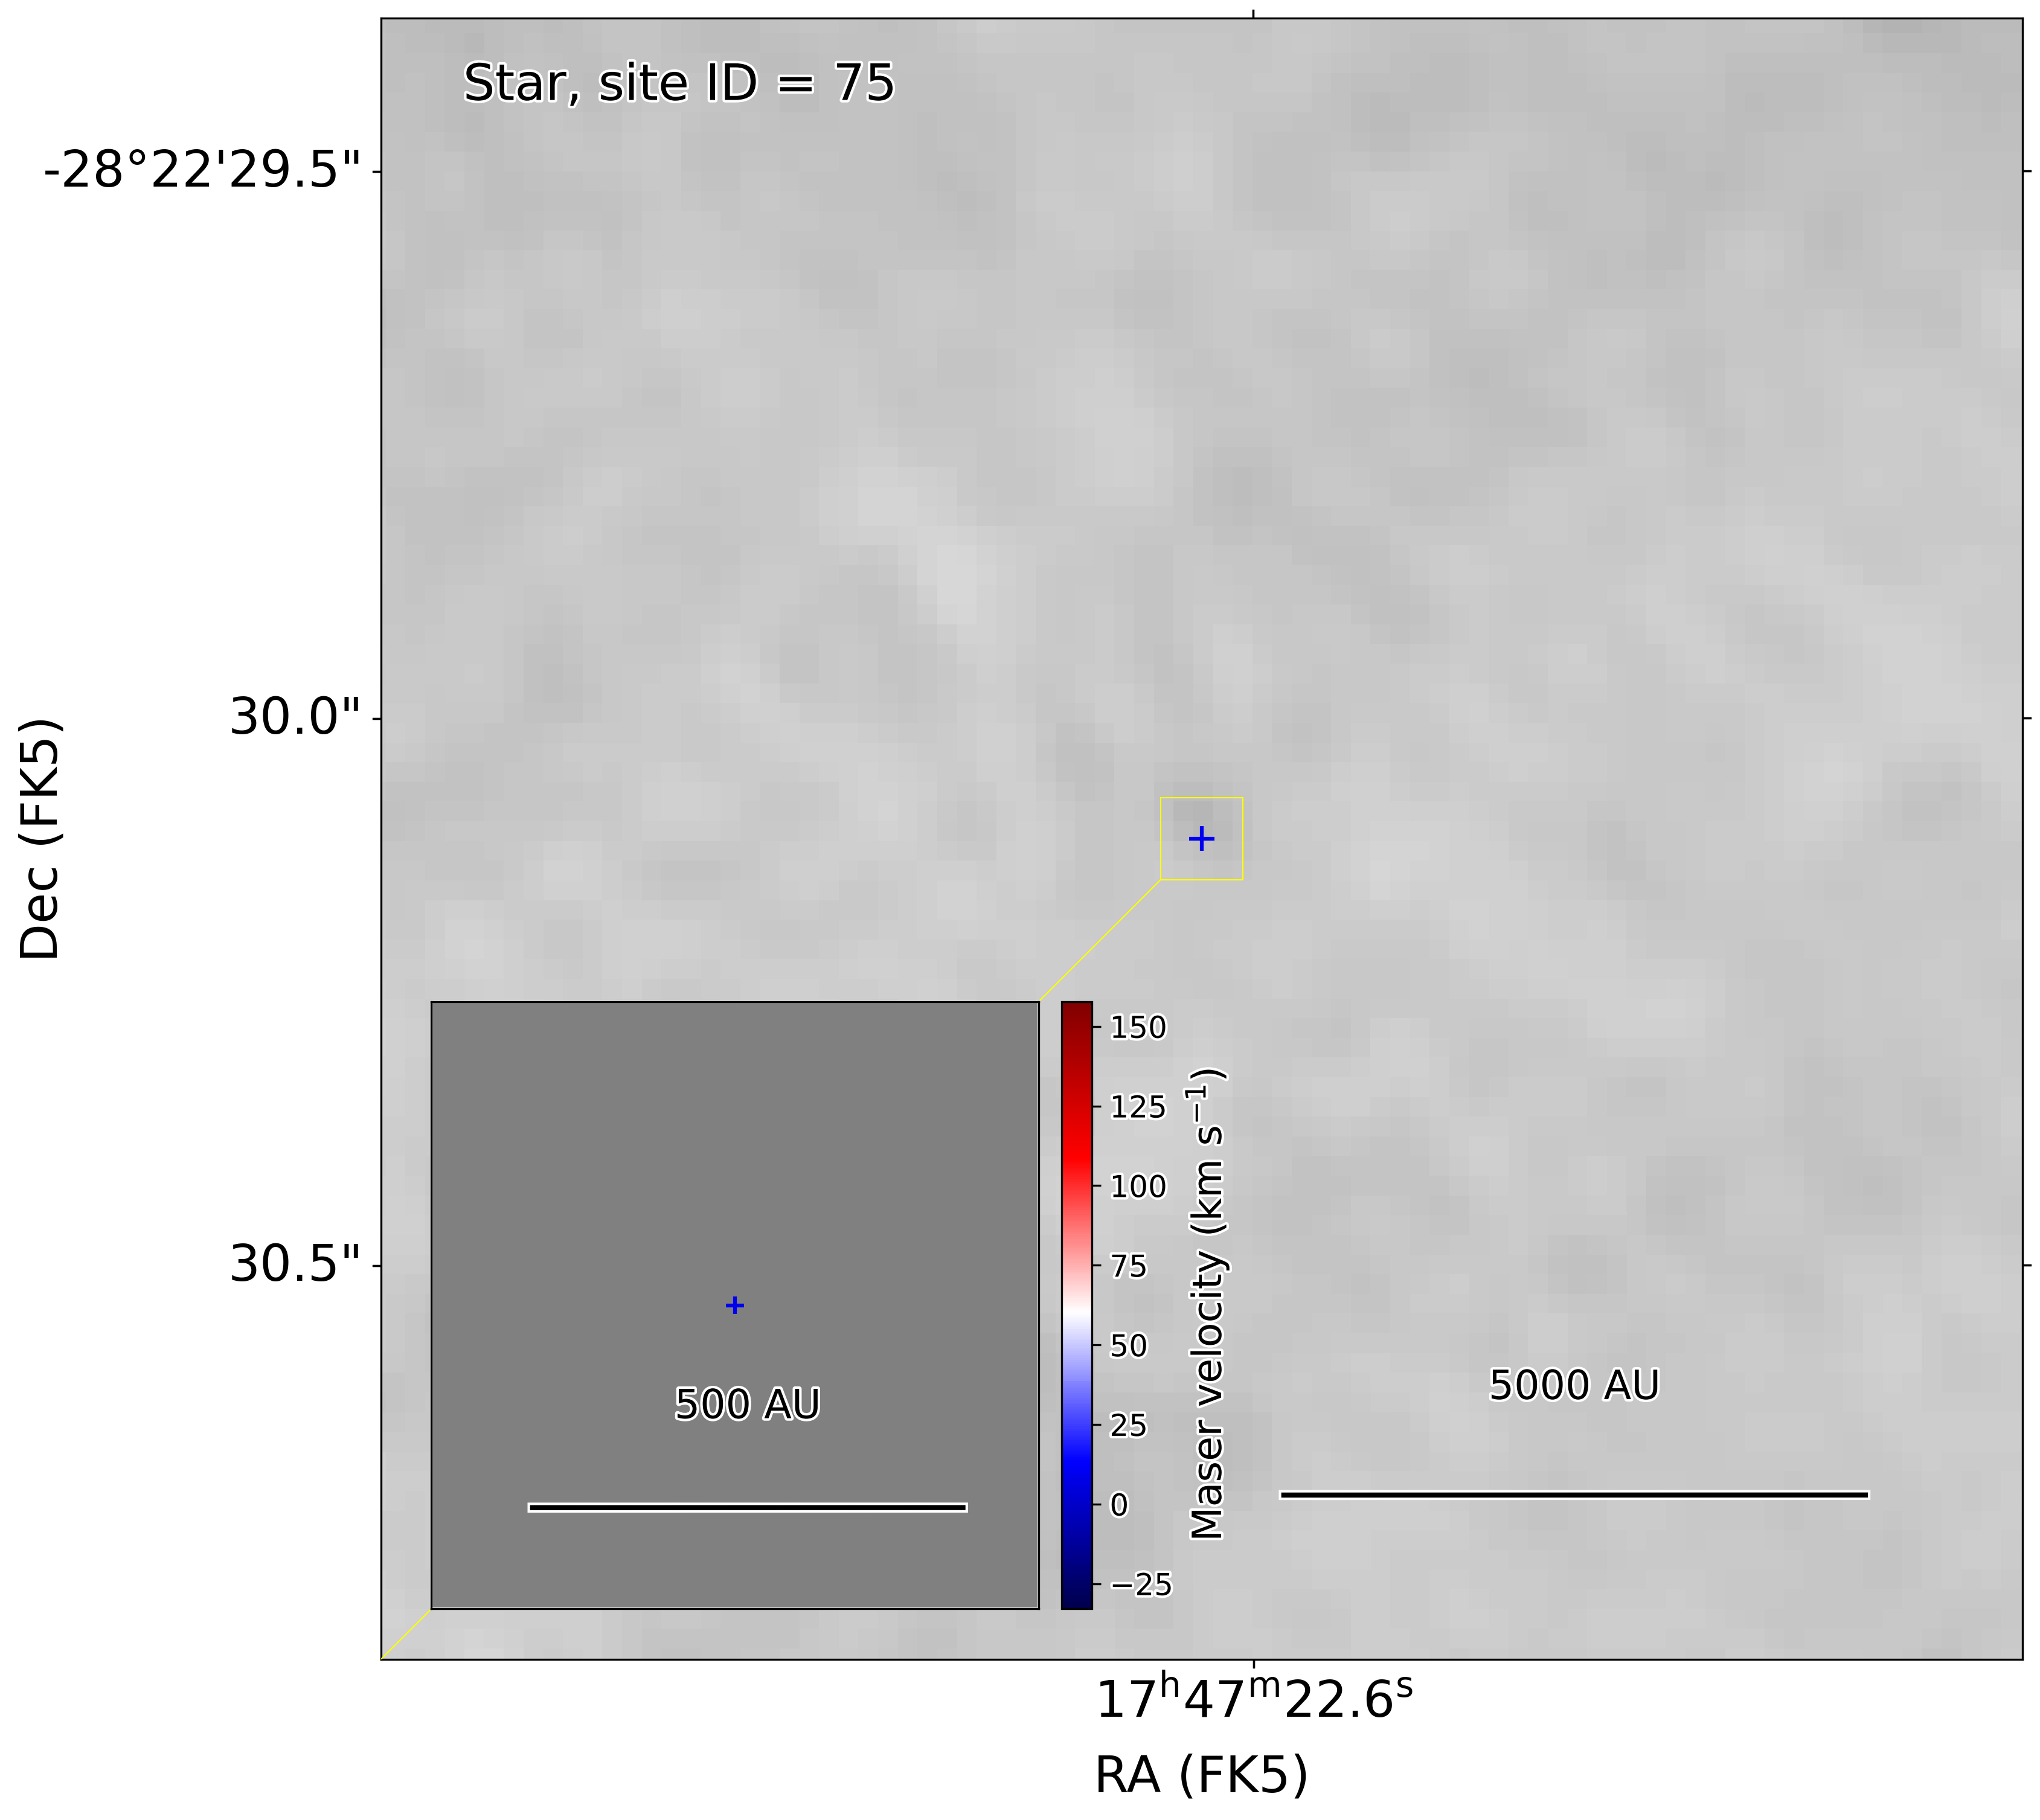 Star, site ID = 75
-28°22'29.5"
30.0"
Dec (FK5)
30.5"
150
125
100
75
50
25
0
−25
Maser velocity (km s⁻¹)
500 AU
5000 AU
17ʰ47ᵐ22.6ˢ
RA (FK5)